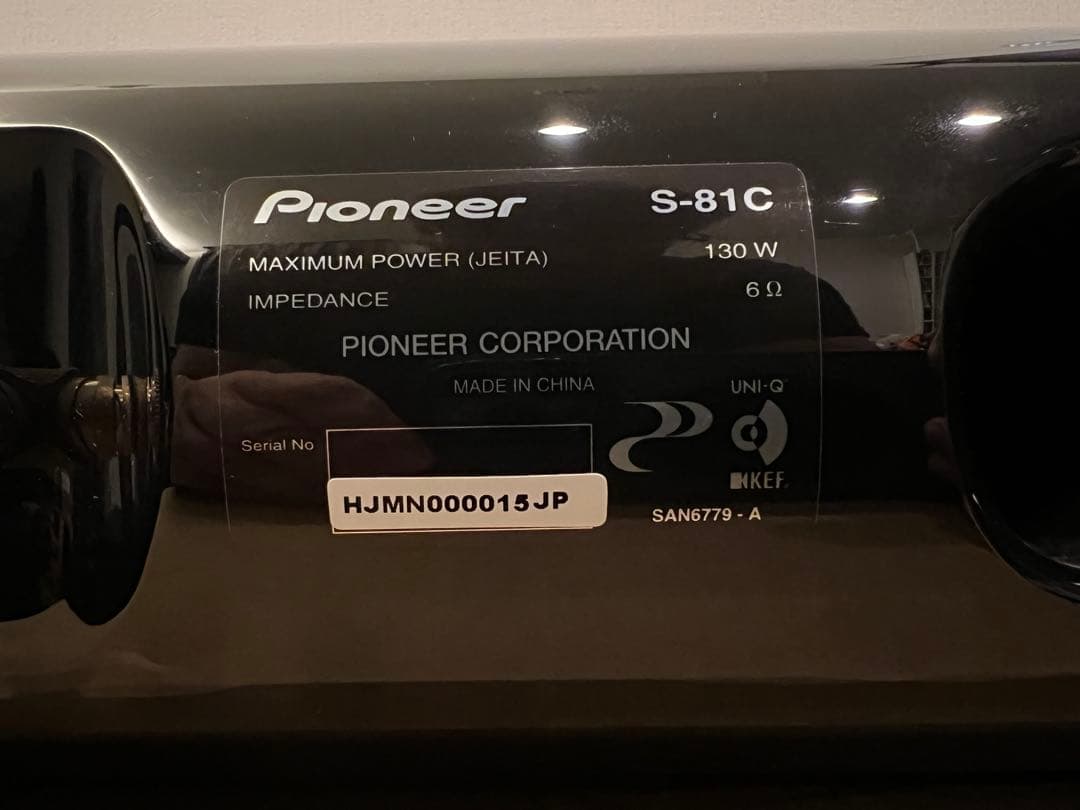 Pioneer S-81C
MAXIMUM POWER (JEITA) 130 W
IMPEDANCE 6 Ω
PIONEER CORPORATION
MADE IN CHINA
UNI-Q
Serial No
KEF
HJMN000015JP
SAN6779 - A